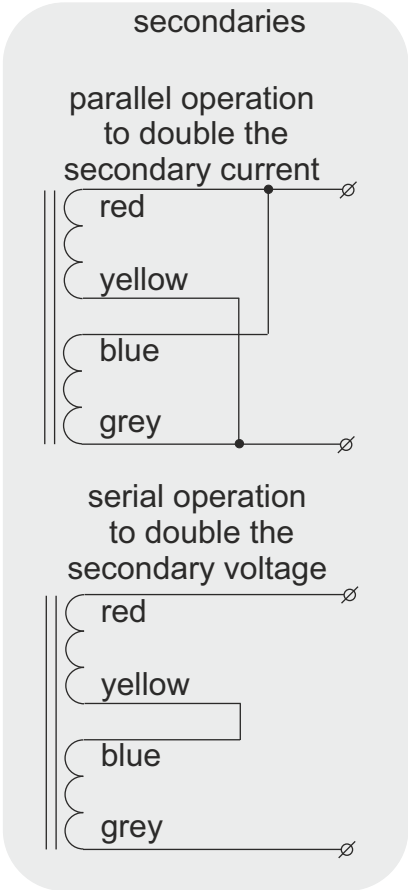 secondaries
parallel operation
to double the
secondary current
red
yellow
blue
grey
serial operation
to double the
secondary voltage
red
yellow
blue
grey